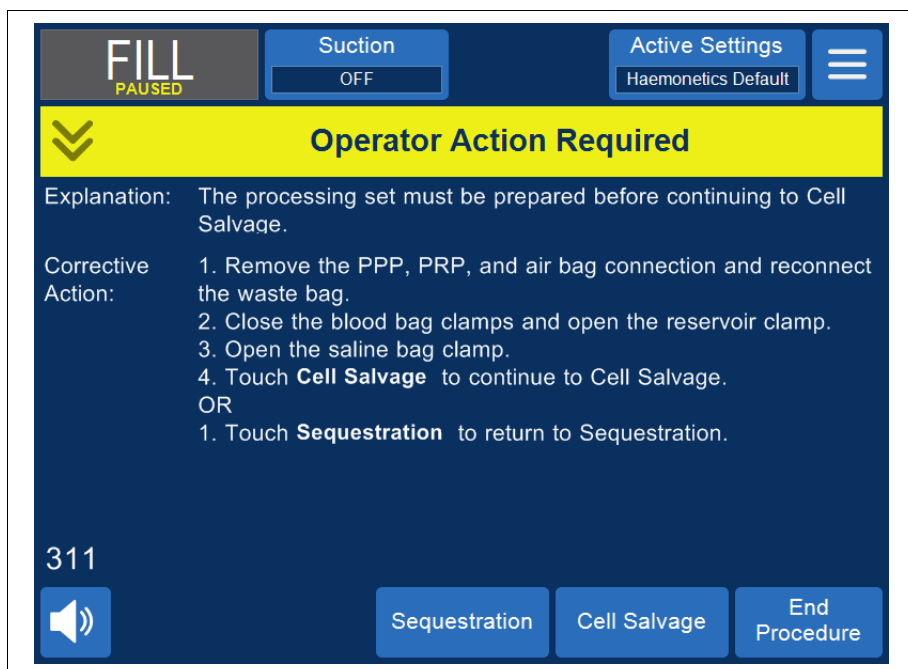 FILL
PAUSED
Suction
OFF
Active Settings
Haemonetics Default
Operator Action Required
Explanation: The processing set must be prepared before continuing to Cell
Salvage.
Corrective 1. Remove the PPP, PRP, and air bag connection and reconnect
Action: the waste bag.
2. Close the blood bag clamps and open the reservoir clamp.
3. Open the saline bag clamp.
4. Touch Cell Salvage to continue to Cell Salvage.
OR
1. Touch Sequestration to return to Sequestration.
311
Sequestration
Cell Salvage
End
Procedure